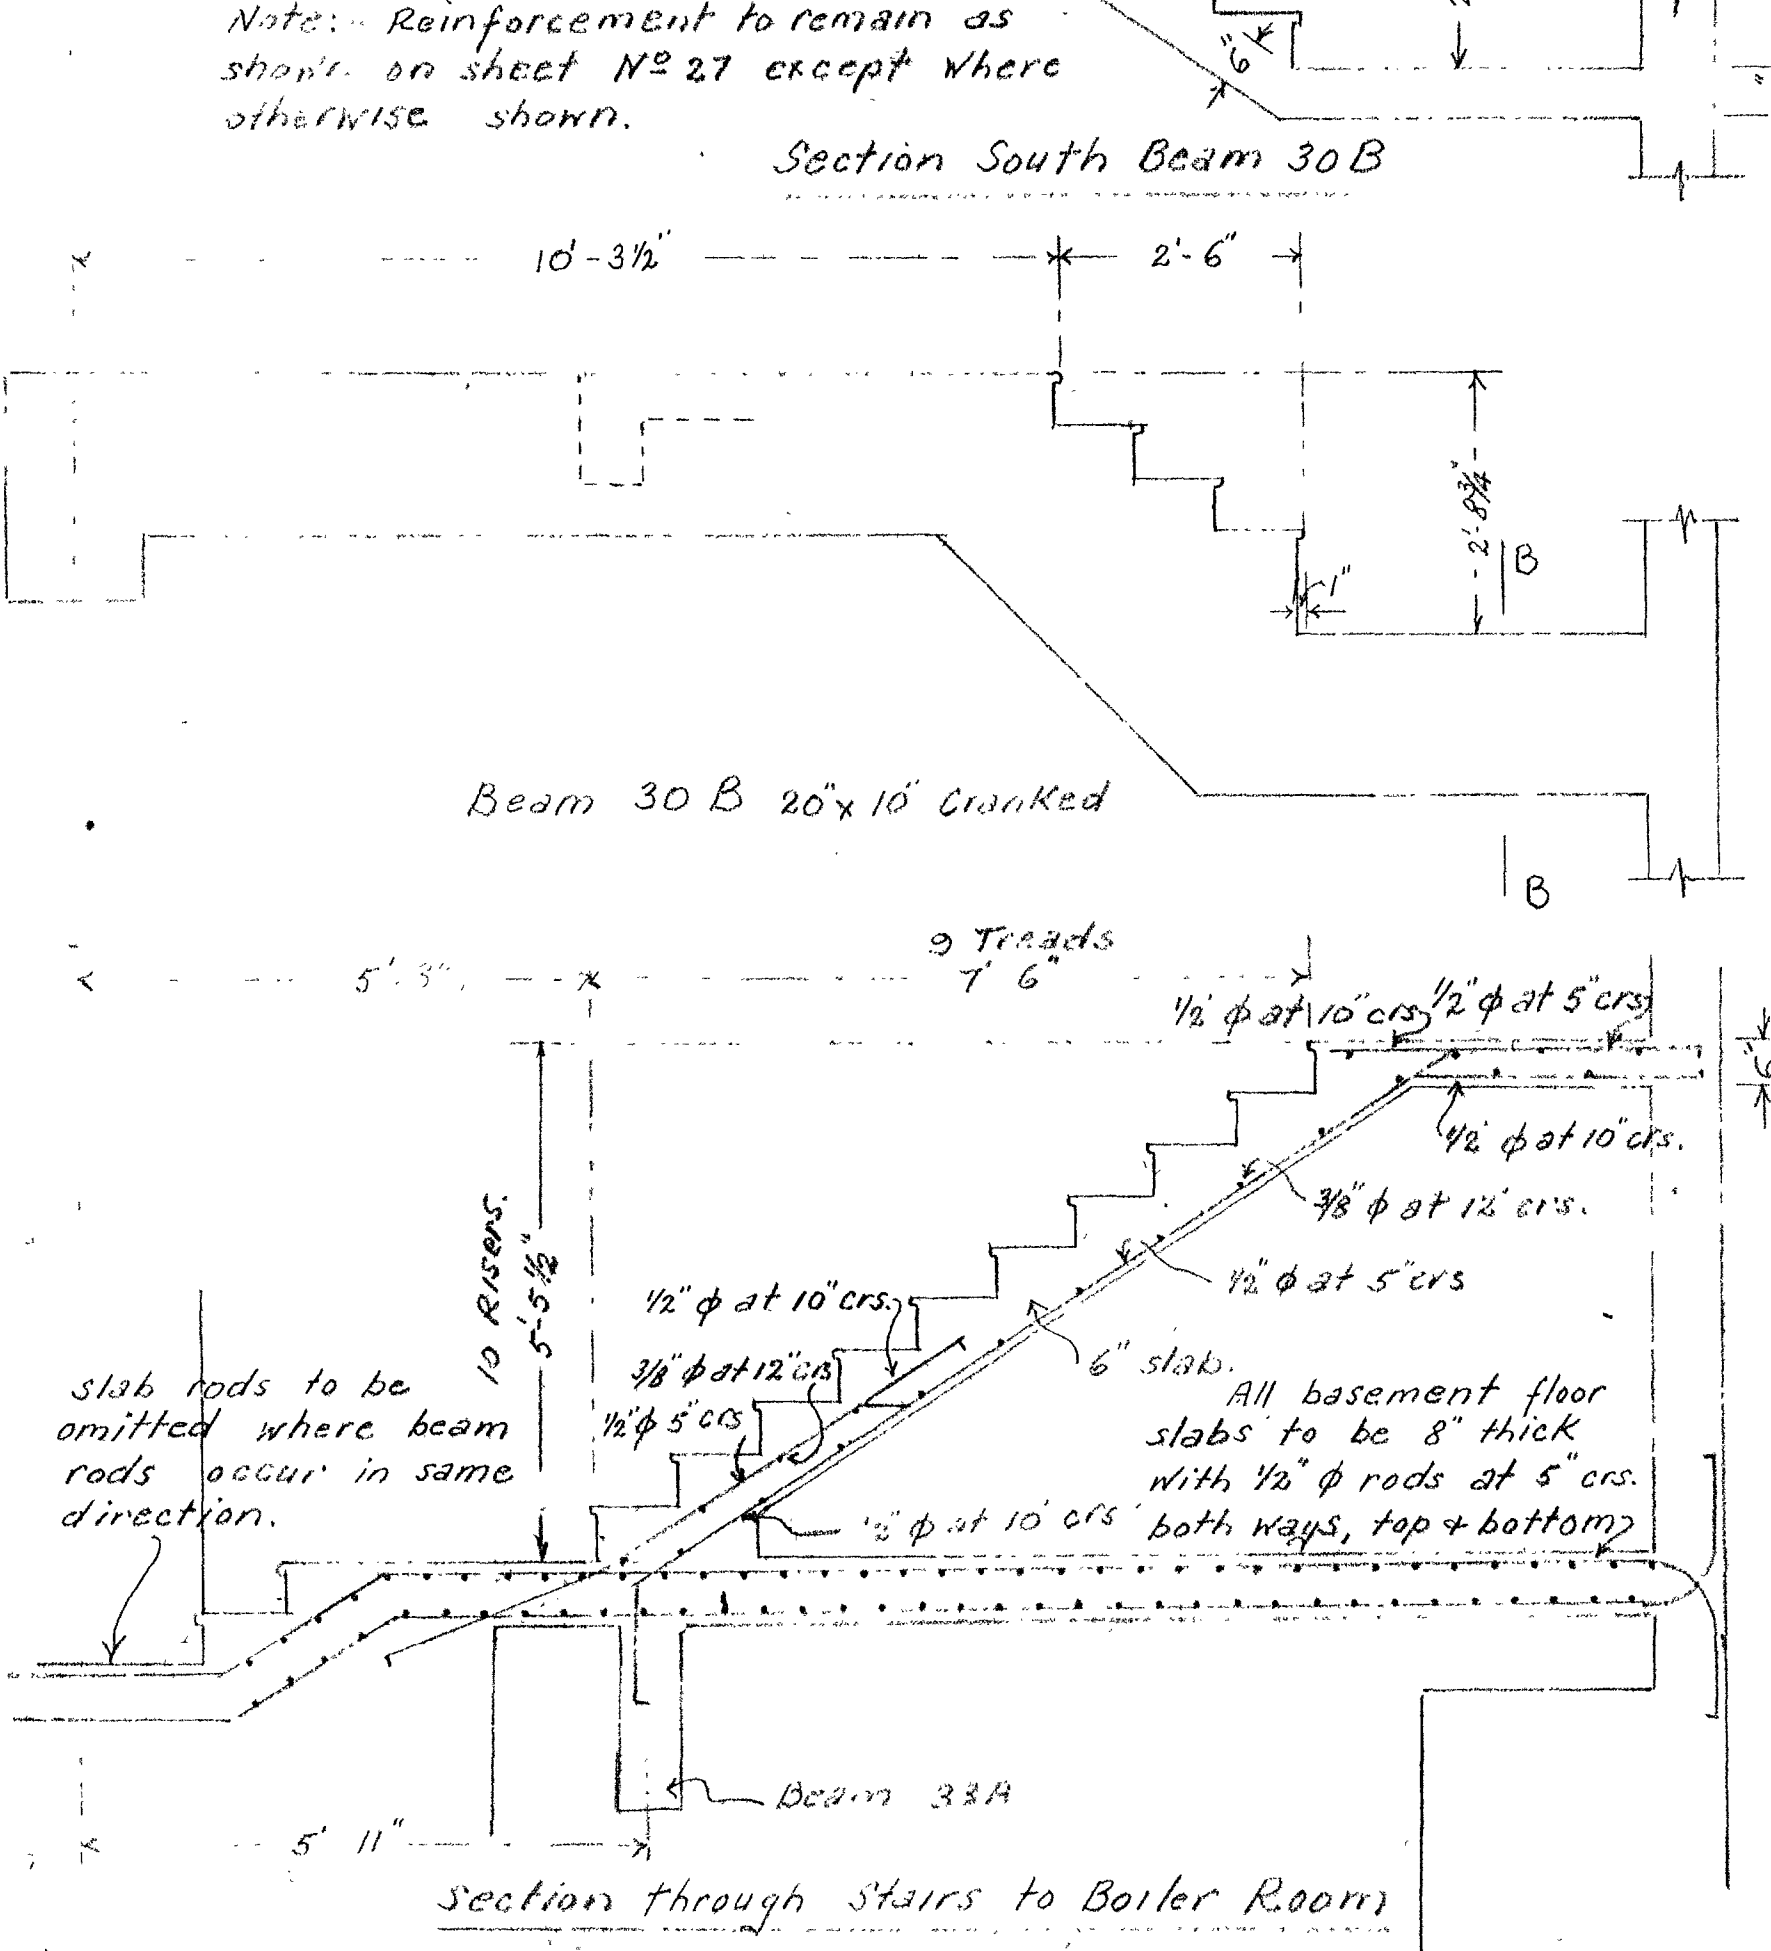 Note:- Reinforcement to remain as
shown on sheet Nº 27 except where
otherwise shown.
6"
Section South Beam 30B
10'-3½"
2'-6"
2'-8¾"
B
1"
Beam 30 B 20"x10" Cranked
B
9 Treads
5'-3"
7' 6"
½" ϕ at 10" crs
½" ϕ at 5" crs
6"
½" ϕ at 10" crs.
⅜" ϕ at 12" crs.
½" ϕ at 5" crs
10 Risers.
5'-5½"
½" ϕ at 10" crs.
⅜" ϕ at 12" crs
½" ϕ 5" crs
6" slab.
slab rods to be
omitted where beam
rods occur in same
direction.
All basement floor
slabs to be 8" thick
with ½" ϕ rods at 5" crs.
both ways, top & bottom
½" ϕ at 10" crs
Beam 33A
5' 11"
Section through Stairs to Boiler Room